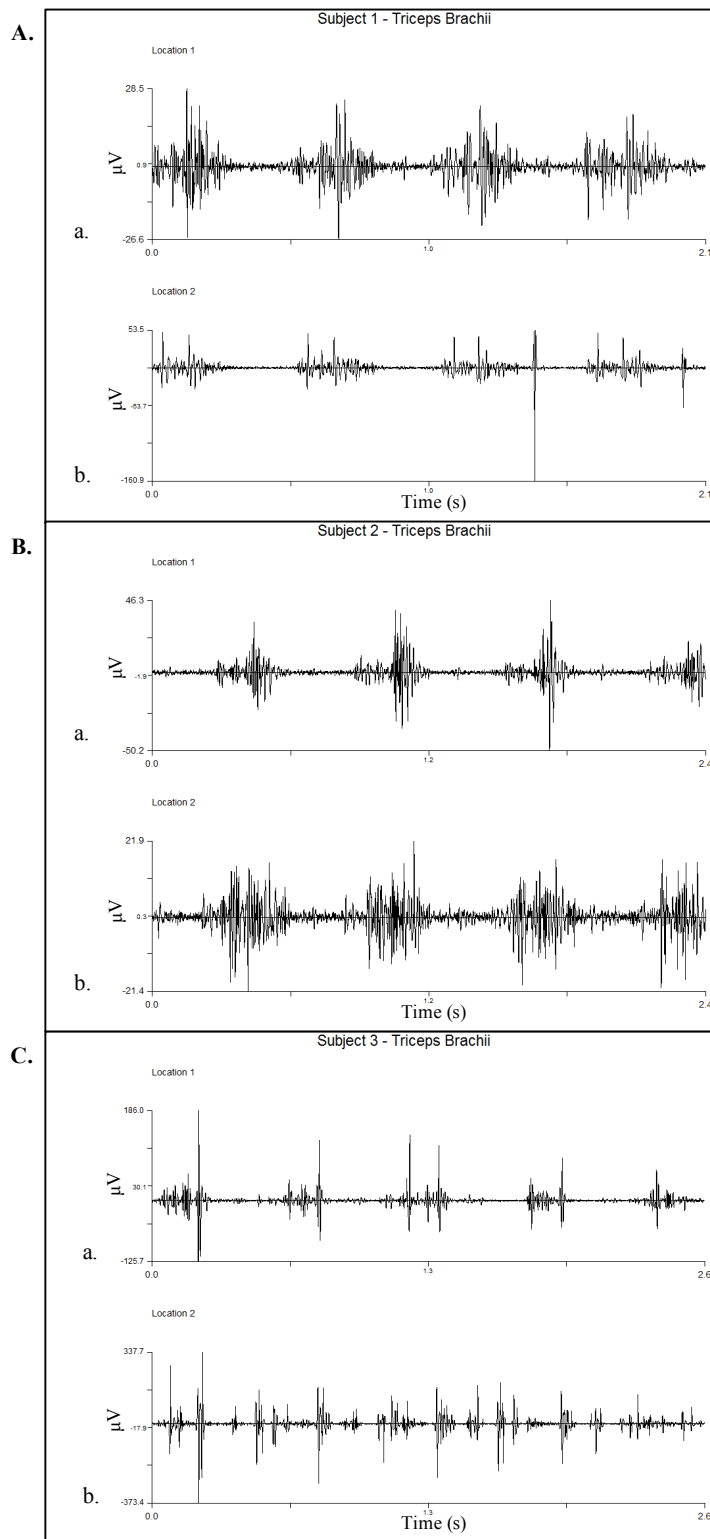 A.
Subject 1 - Triceps Brachii
Location 1
28.5
0.9
-26.6
µV
a.
0.0
1.0
2.1
Location 2
53.5
-53.7
-160.9
µV
b.
0.0
1.0
2.1
Time (s)
B.
Subject 2 - Triceps Brachii
Location 1
46.3
-1.9
-50.2
µV
a.
0.0
1.2
2.4
Location 2
21.9
0.3
-21.4
µV
b.
0.0
1.2
2.4
Time (s)
C.
Subject 3 - Triceps Brachii
Location 1
186.0
30.1
-125.7
µV
a.
0.0
1.3
2.6
Location 2
337.7
-17.9
-373.4
µV
b.
0.0
1.3
2.6
Time (s)